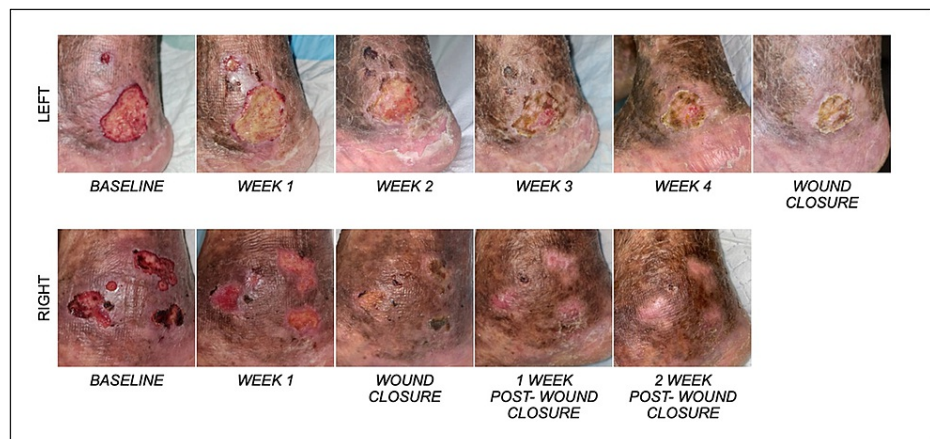 LEFT
BASELINE
WEEK 1
WEEK 2
WEEK 3
WEEK 4
WOUND
CLOSURE
RIGHT
BASELINE
WEEK 1
WOUND
CLOSURE
1 WEEK
POST- WOUND
CLOSURE
2 WEEK
POST- WOUND
CLOSURE